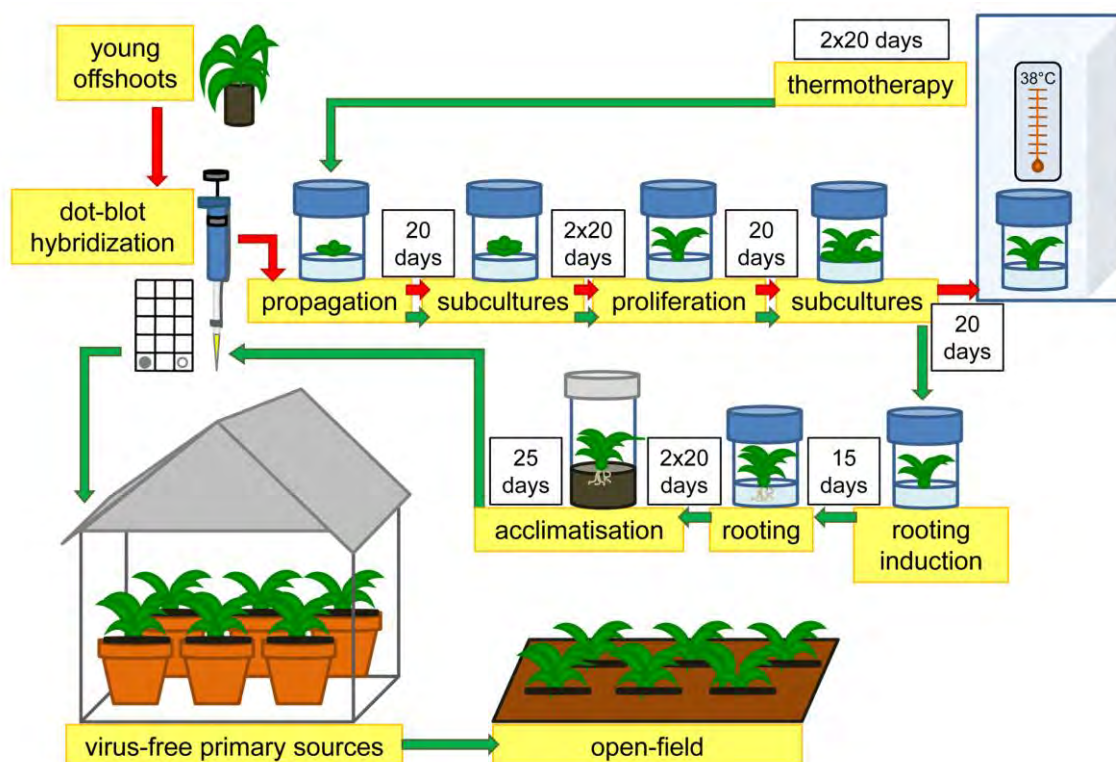 young
offshoots
2x20 days
thermotherapy
38°C
dot-blot
hybridization
20
days
2x20
days
20
days
propagation
subcultures
proliferation
subcultures
20
days
25
days
2x20
days
15
days
acclimatisation
rooting
rooting
induction
virus-free primary sources
open-field